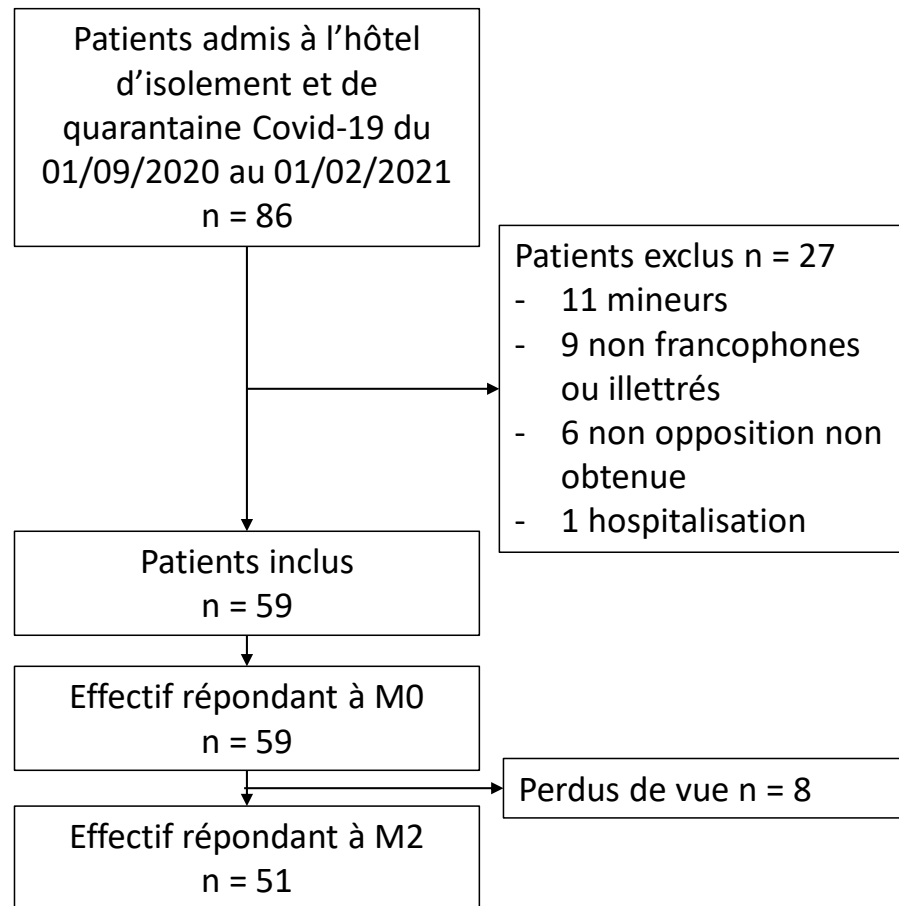 Patients admis à l’hôtel
d’isolement et de
quarantaine Covid-19 du
01/09/2020 au 01/02/2021
n = 86
Patients exclus n = 27
- 11 mineurs
- 9 non francophones
ou illettrés
- 6 non opposition non
obtenue
- 1 hospitalisation
Patients inclus
n = 59
Effectif répondant à M0
n = 59
Perdus de vue n = 8
Effectif répondant à M2
n = 51